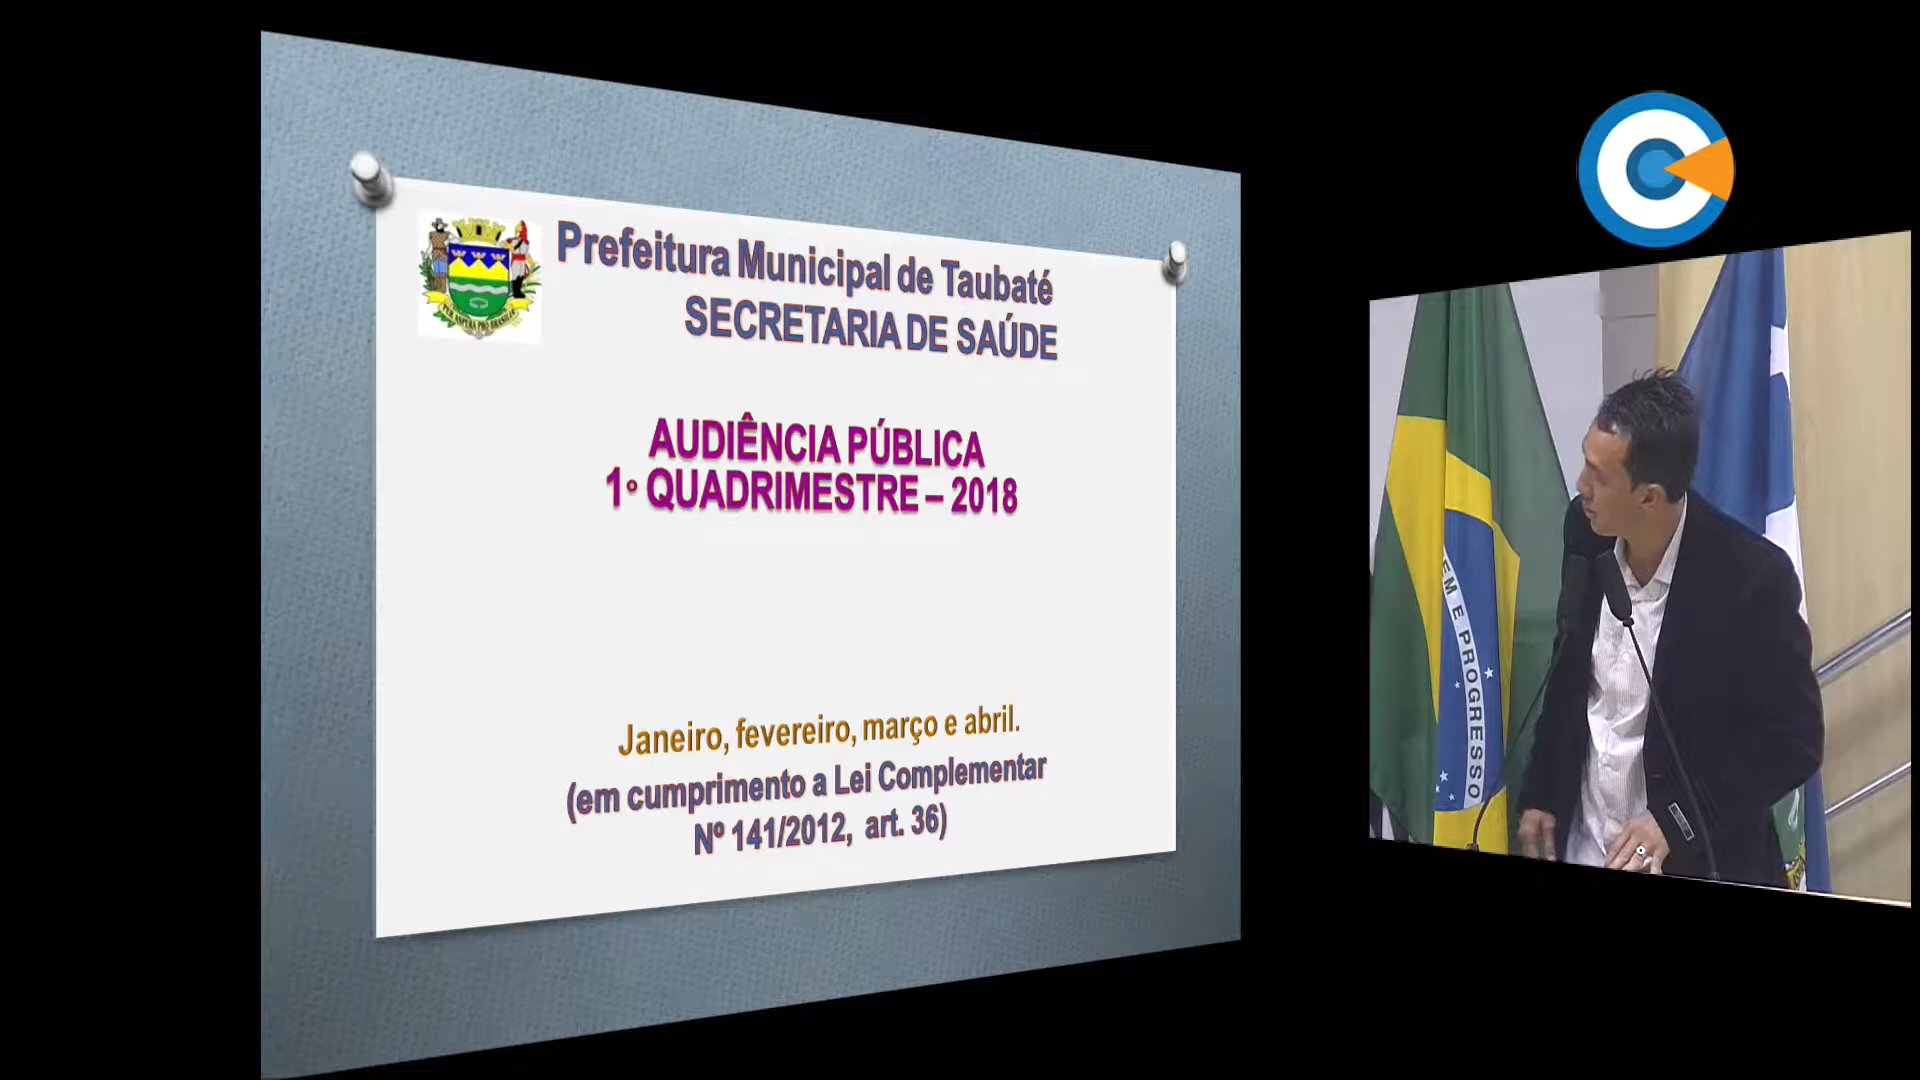 Prefeitura Municipal de Taubaté
SECRETARIA DE SAÚDE
AUDIÊNCIA PÚBLICA
1º QUADRIMESTRE – 2018
Janeiro, fevereiro, março e abril.
(em cumprimento a Lei Complementar
Nº 141/2012, art. 36)
EM E PROGRESSO